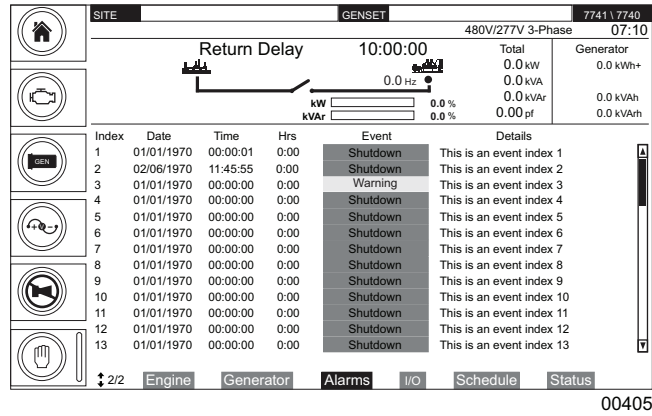 SITE GENSET 7741 \ 7740
480V/277V 3-Phase 07:10
Return Delay 10:00:00 Total Generator
0.0 kW 0.0 kWh+
0.0 Hz 0.0 kVA
0.0 kVAr 0.0 kVAh
kW 0.0 % 0.00 pf 0.0 kVArh
kVAr 0.0 %
Index Date Time Hrs Event Details
1 01/01/1970 00:00:01 0:00 Shutdown This is an event index 1
2 02/06/1970 11:45:55 0:00 Shutdown This is an event index 2
3 01/01/1970 00:00:00 0:00 Warning This is an event index 3
4 01/01/1970 00:00:00 0:00 Shutdown This is an event index 4
5 01/01/1970 00:00:00 0:00 Shutdown This is an event index 5
6 01/01/1970 00:00:00 0:00 Shutdown This is an event index 6
7 01/01/1970 00:00:00 0:00 Shutdown This is an event index 7
8 01/01/1970 00:00:00 0:00 Shutdown This is an event index 8
9 01/01/1970 00:00:00 0:00 Shutdown This is an event index 9
10 01/01/1970 00:00:00 0:00 Shutdown This is an event index 10
11 01/01/1970 00:00:00 0:00 Shutdown This is an event index 11
12 01/01/1970 00:00:00 0:00 Shutdown This is an event index 12
13 01/01/1970 00:00:00 0:00 Shutdown This is an event index 13
GEN
2/2 Engine Generator Alarms I/O Schedule Status
00405